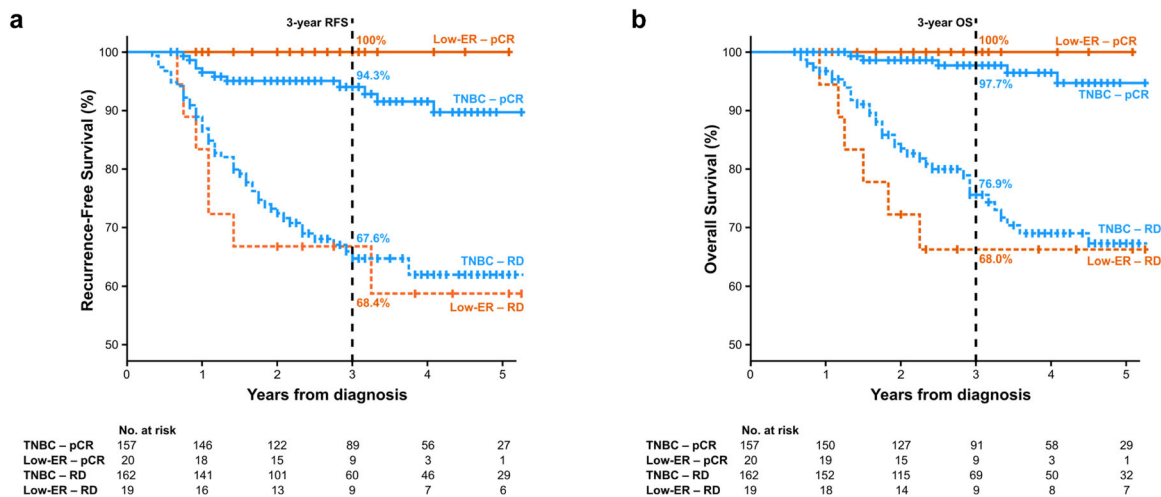 a
3-year RFS
100%
Low-ER – pCR
94.3%
TNBC – pCR
67.6%
TNBC – RD
68.4%
Low-ER – RD
Recurrence-Free Survival (%)
100
90
80
70
60
50
0 1 2 3 4 5
Years from diagnosis
No. at risk
TNBC – pCR 157 146 122 89 56 27
Low-ER – pCR 20 18 15 9 3 1
TNBC – RD 162 141 101 60 46 29
Low-ER – RD 19 16 13 9 7 6
b
3-year OS
100%
Low-ER – pCR
97.7%
TNBC – pCR
76.9%
TNBC – RD
68.0%
Low-ER – RD
Overall Survival (%)
100
90
80
70
60
50
0 1 2 3 4 5
Years from diagnosis
No. at risk
TNBC – pCR 157 150 127 91 58 29
Low-ER – pCR 20 19 15 9 3 1
TNBC – RD 162 152 115 69 50 32
Low-ER – RD 19 18 14 9 8 7